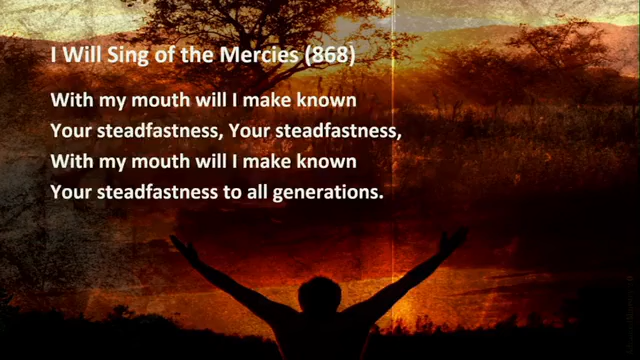 I Will Sing of the Mercies (868)
With my mouth will I make known
Your steadfastness, Your steadfastness,
With my mouth will I make known
Your steadfastness to all generations.